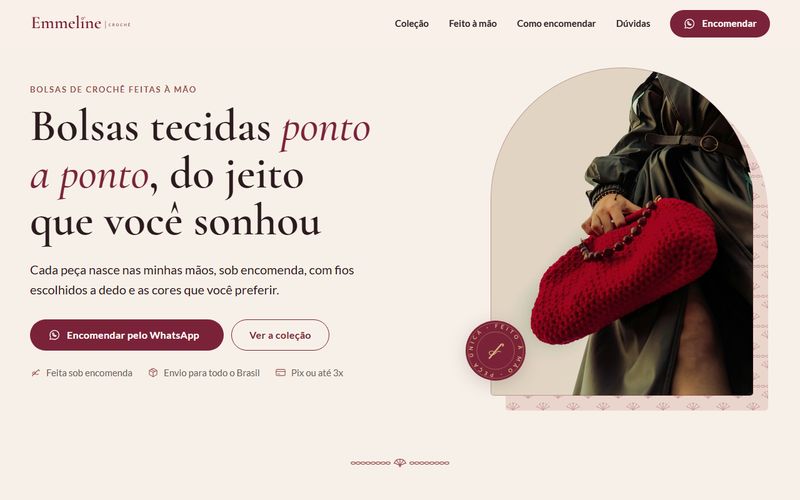 Emmeline | CROCHÊ
Coleção
Feito à mão
Como encomendar
Dúvidas
Encomendar
BOLSAS DE CROCHÊ FEITAS À MÃO
Bolsas tecidas ponto
a ponto, do jeito
que você sonhou
Cada peça nasce nas minhas mãos, sob encomenda, com fios
escolhidos a dedo e as cores que você preferir.
Encomendar pelo WhatsApp
Ver a coleção
Feita sob encomenda
Envio para todo o Brasil
Pix ou até 3x
FEITO À MÃO · PEÇA ÚNICA ·